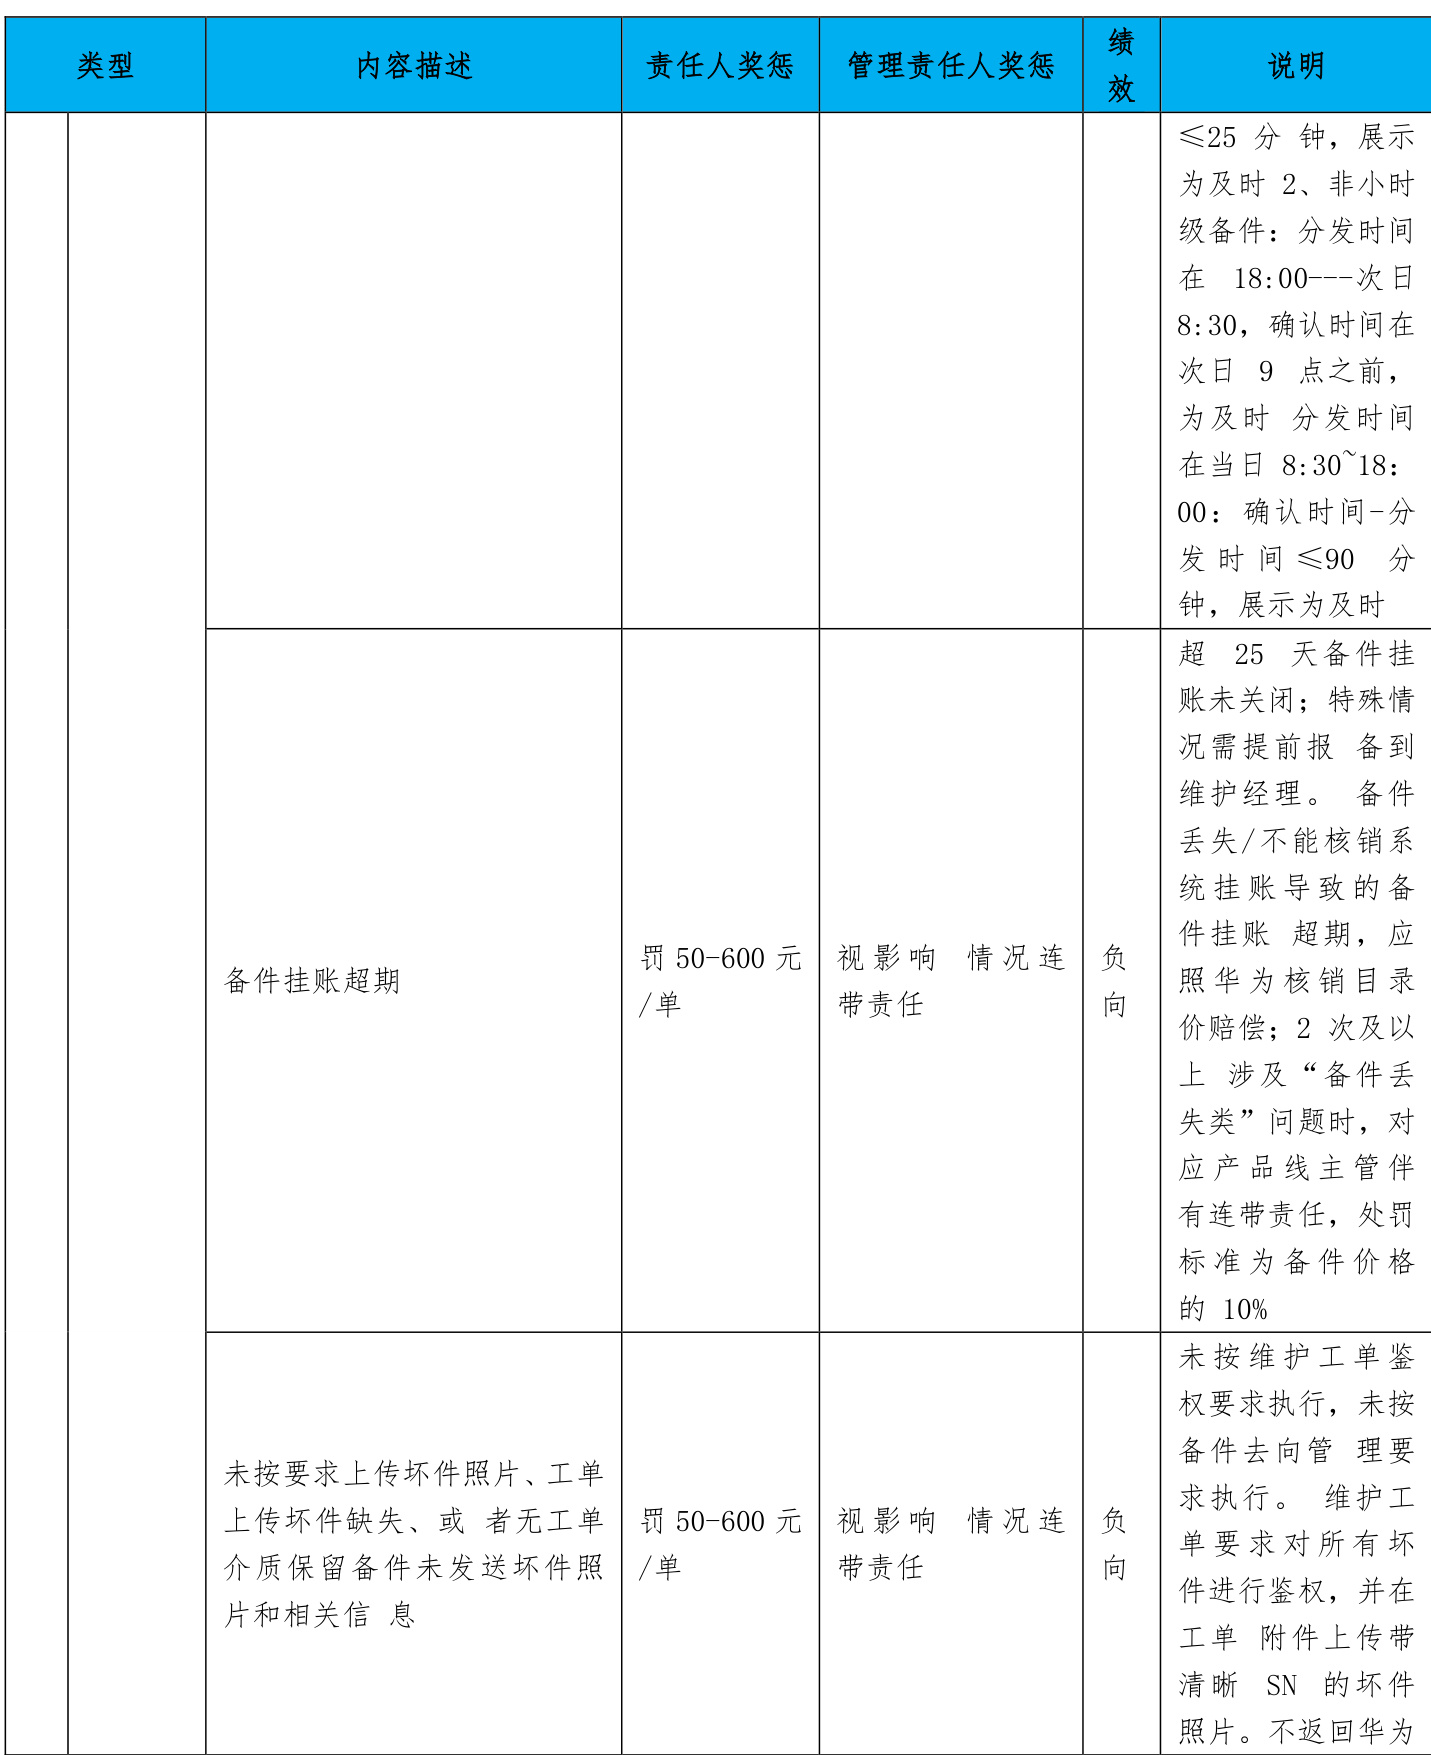 类型
内容描述
责任人奖惩
管理责任人奖惩
绩
效
说明
≤25 分 钟，展示
为及时 2、非小时
级备件：分发时间
在 18:00---次日
8:30，确认时间在
次日 9 点之前，
为及时 分发时间
在当日 8:30~18：
00：确认时间-分
发时间≤90 分
钟，展示为及时
备件挂账超期
罚 50-600 元
/单
视影响 情况连
带责任
负
向
超 25 天备件挂
账未关闭；特殊情
况需提前报 备到
维护经理。 备件
丢失/不能核销系
统挂账导致的备
件挂账 超期，应
照华为核销目录
价赔偿；2 次及以
上 涉及“备件丢
失类”问题时，对
应产品线主管伴
有连带责任，处罚
标准为备件价格
的 10%
未按要求上传坏件照片、工单
上传坏件缺失、或 者无工单
介质保留备件未发送坏件照
片和相关信 息
罚 50-600 元
/单
视影响 情况连
带责任
负
向
未按维护工单鉴
权要求执行，未按
备件去向管 理要
求执行。 维护工
单要求对所有坏
件进行鉴权，并在
工单 附件上传带
清晰 SN 的坏件
照片。不返回华为